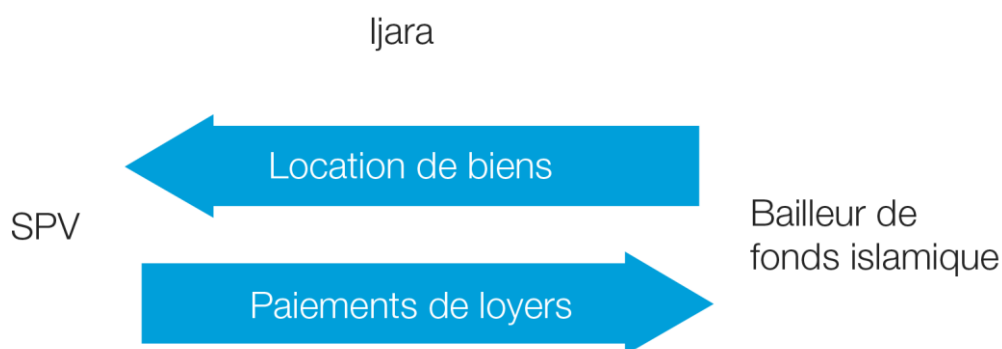 Ijara
Location de biens
SPV
Bailleur de
fonds islamique
Paiements de loyers